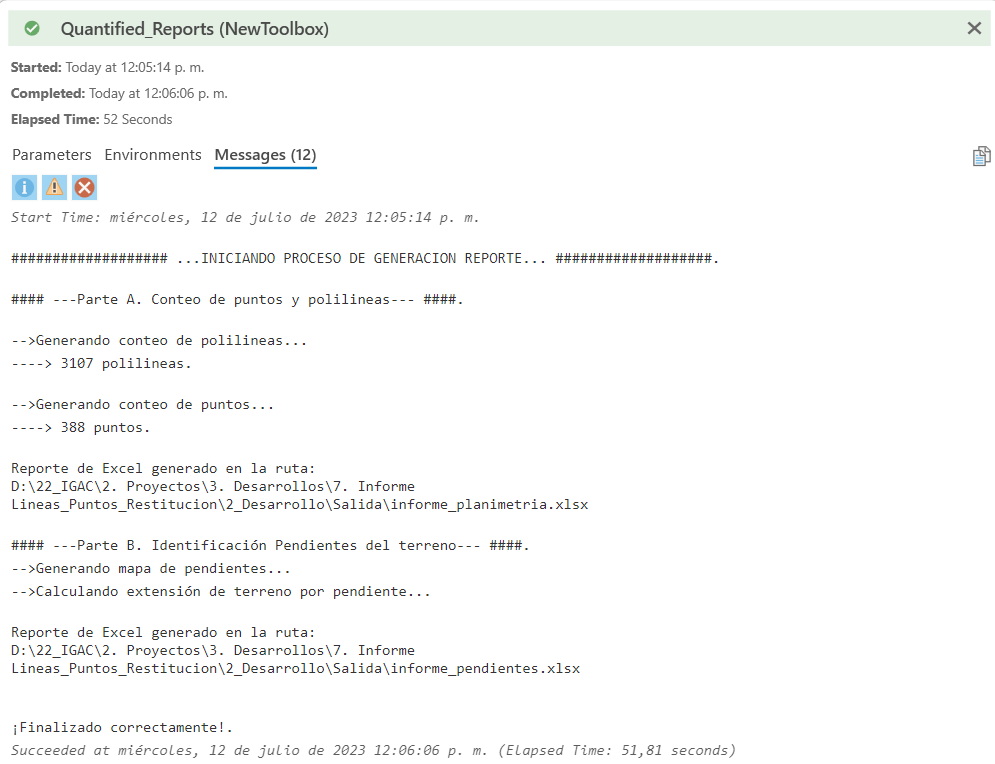 Quantified_Reports (NewToolbox)
Started: Today at 12:05:14 p. m.
Completed: Today at 12:06:06 p. m.
Elapsed Time: 52 Seconds
Parameters Environments Messages (12)
Start Time: miércoles, 12 de julio de 2023 12:05:14 p. m.
################### ...INICIANDO PROCESO DE GENERACION REPORTE... ###################.
#### ---Parte A. Conteo de puntos y polilineas--- ####.
-->Generando conteo de polilineas...
----> 3107 polilineas.
-->Generando conteo de puntos...
----> 388 puntos.
Reporte de Excel generado en la ruta:
D:\22_IGAC\2. Proyectos\3. Desarrollos\7. Informe
Lineas_Puntos_Restitucion\2_Desarrollo\Salida\informe_planimetria.xlsx
#### ---Parte B. Identificación Pendientes del terreno--- ####.
-->Generando mapa de pendientes...
-->Calculando extensión de terreno por pendiente...
Reporte de Excel generado en la ruta:
D:\22_IGAC\2. Proyectos\3. Desarrollos\7. Informe
Lineas_Puntos_Restitucion\2_Desarrollo\Salida\informe_pendientes.xlsx
¡Finalizado correctamente!.
Succeeded at miércoles, 12 de julio de 2023 12:06:06 p. m. (Elapsed Time: 51,81 seconds)